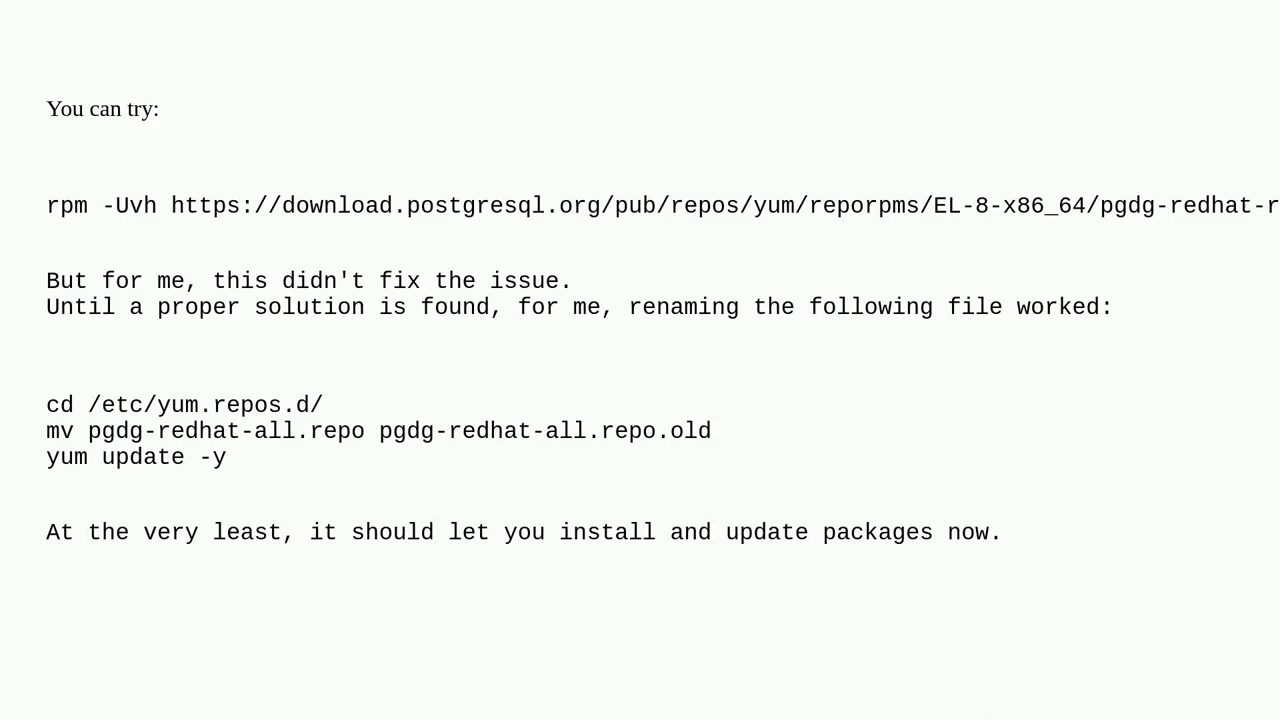 You can try:
rpm -Uvh https://download.postgresql.org/pub/repos/yum/reporpms/EL-8-x86_64/pgdg-redhat-r
But for me, this didn't fix the issue.
Until a proper solution is found, for me, renaming the following file worked:
cd /etc/yum.repos.d/
mv pgdg-redhat-all.repo pgdg-redhat-all.repo.old
yum update -y
At the very least, it should let you install and update packages now.